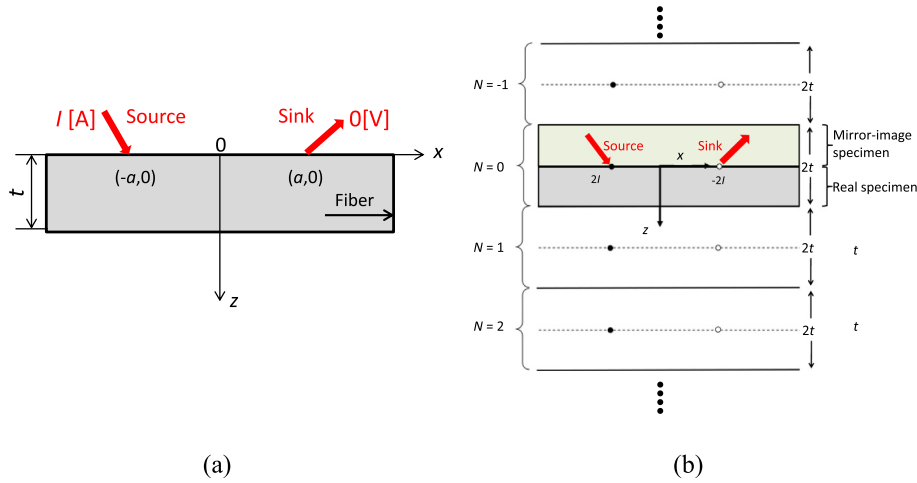 I [A]
Source
Sink
0[V]
0
x
(-a,0)
(a,0)
t
Fiber
z
(a)
N = -1
2t
Mirror-image
specimen
Source
Sink
x
N = 0
2t
2I
-2I
Real specimen
z
N = 1
2t
t
N = 2
2t
t
(b)